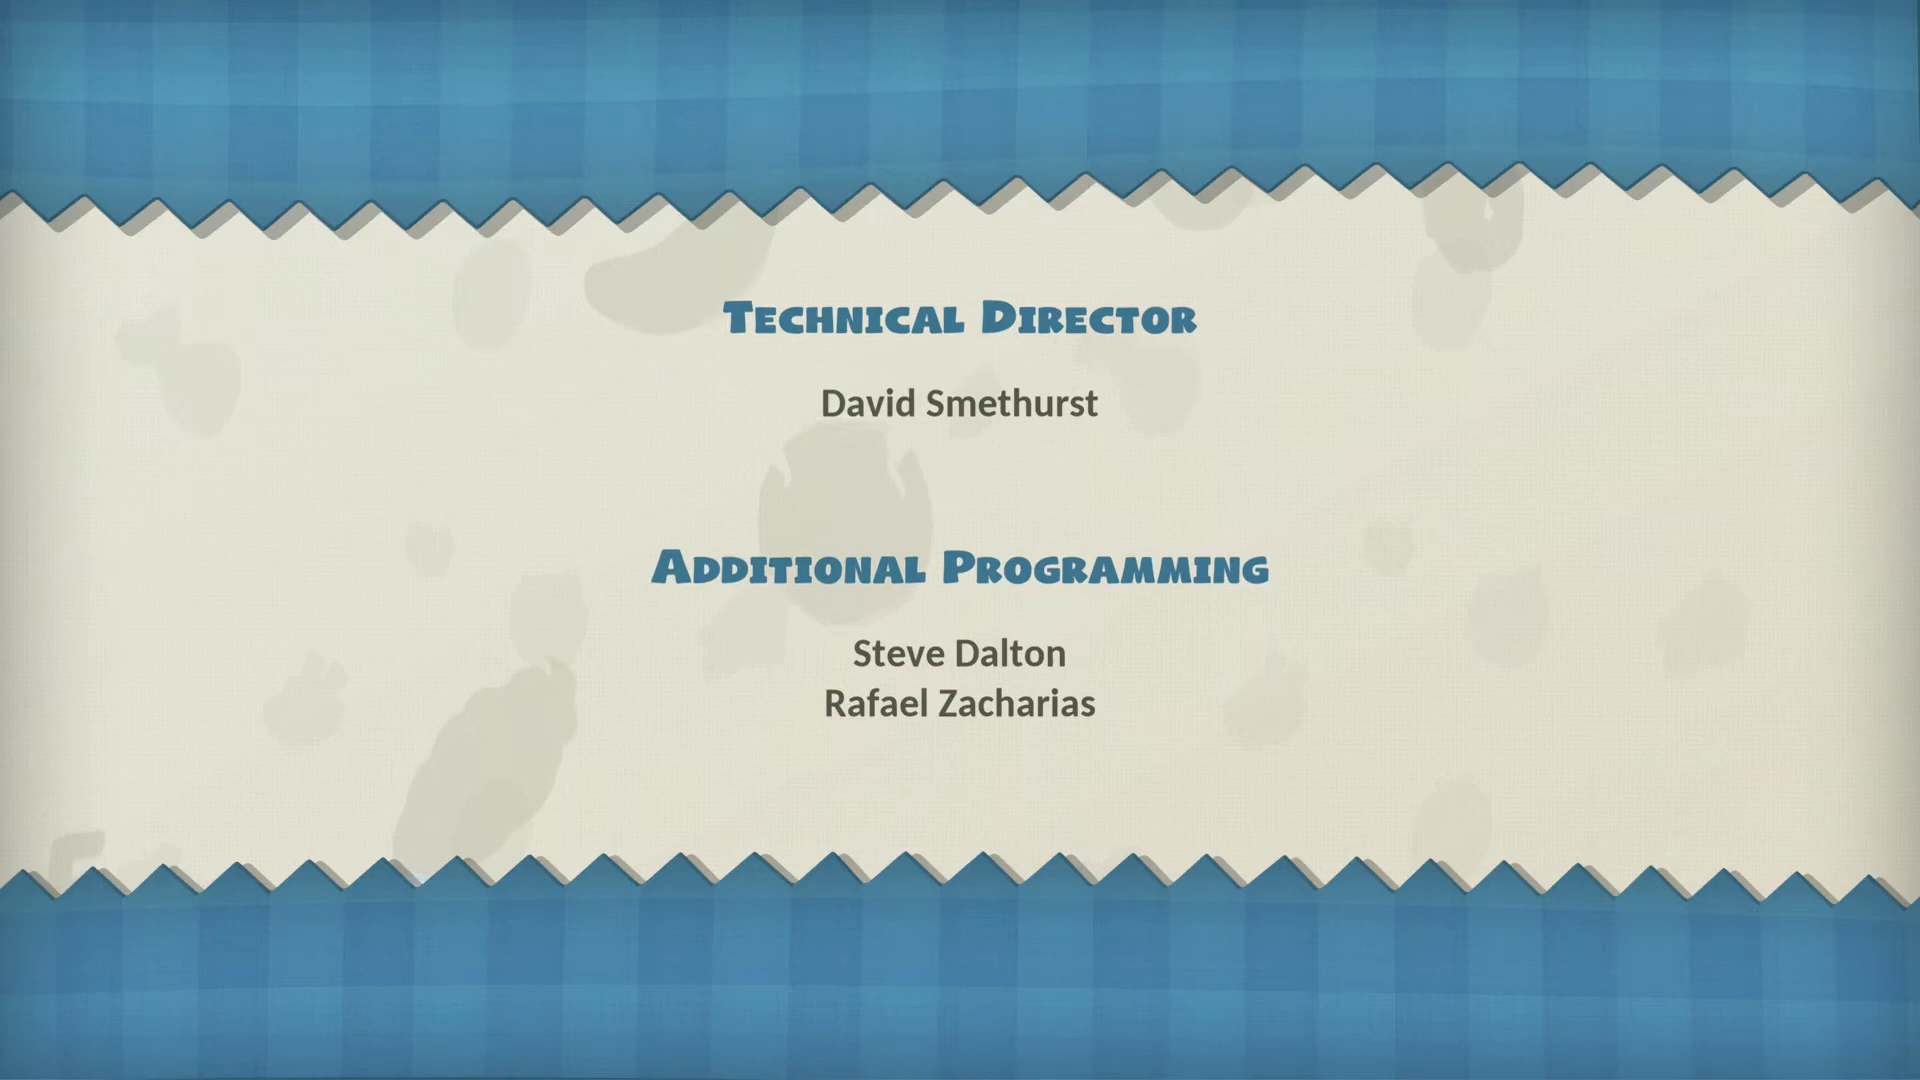 Technical Director
David Smethurst
Additional Programming
Steve Dalton
Rafael Zacharias